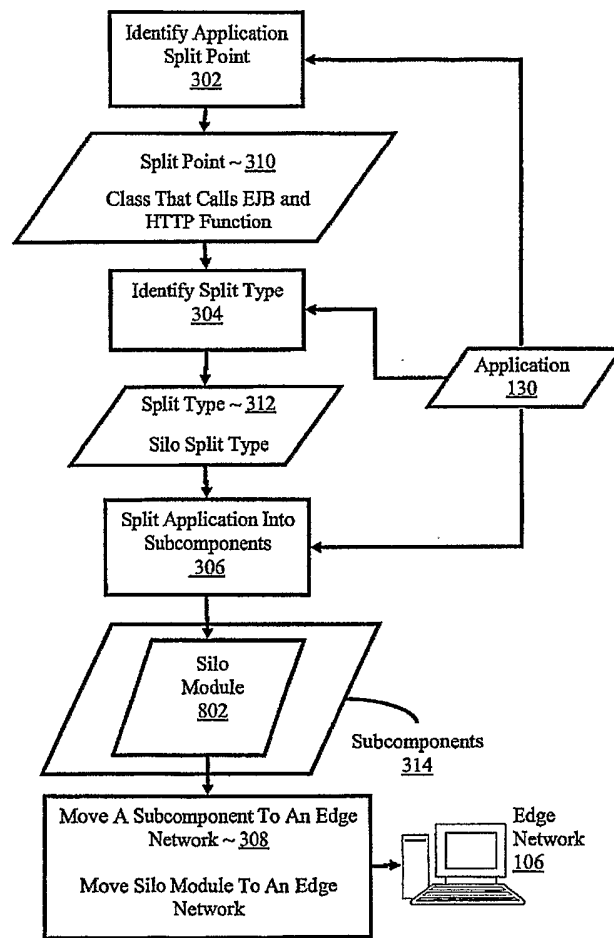 Identify Application
Split Point
302
Split Point ~ 310
Class That Calls EJB and
HTTP Function
Identify Split Type
304
Application
130
Split Type ~ 312
Silo Split Type
Split Application Into
Subcomponents
306
Silo
Module
802
Subcomponents
314
Move A Subcomponent To An Edge
Network ~ 308
Move Silo Module To An Edge
Network
Edge
Network
106